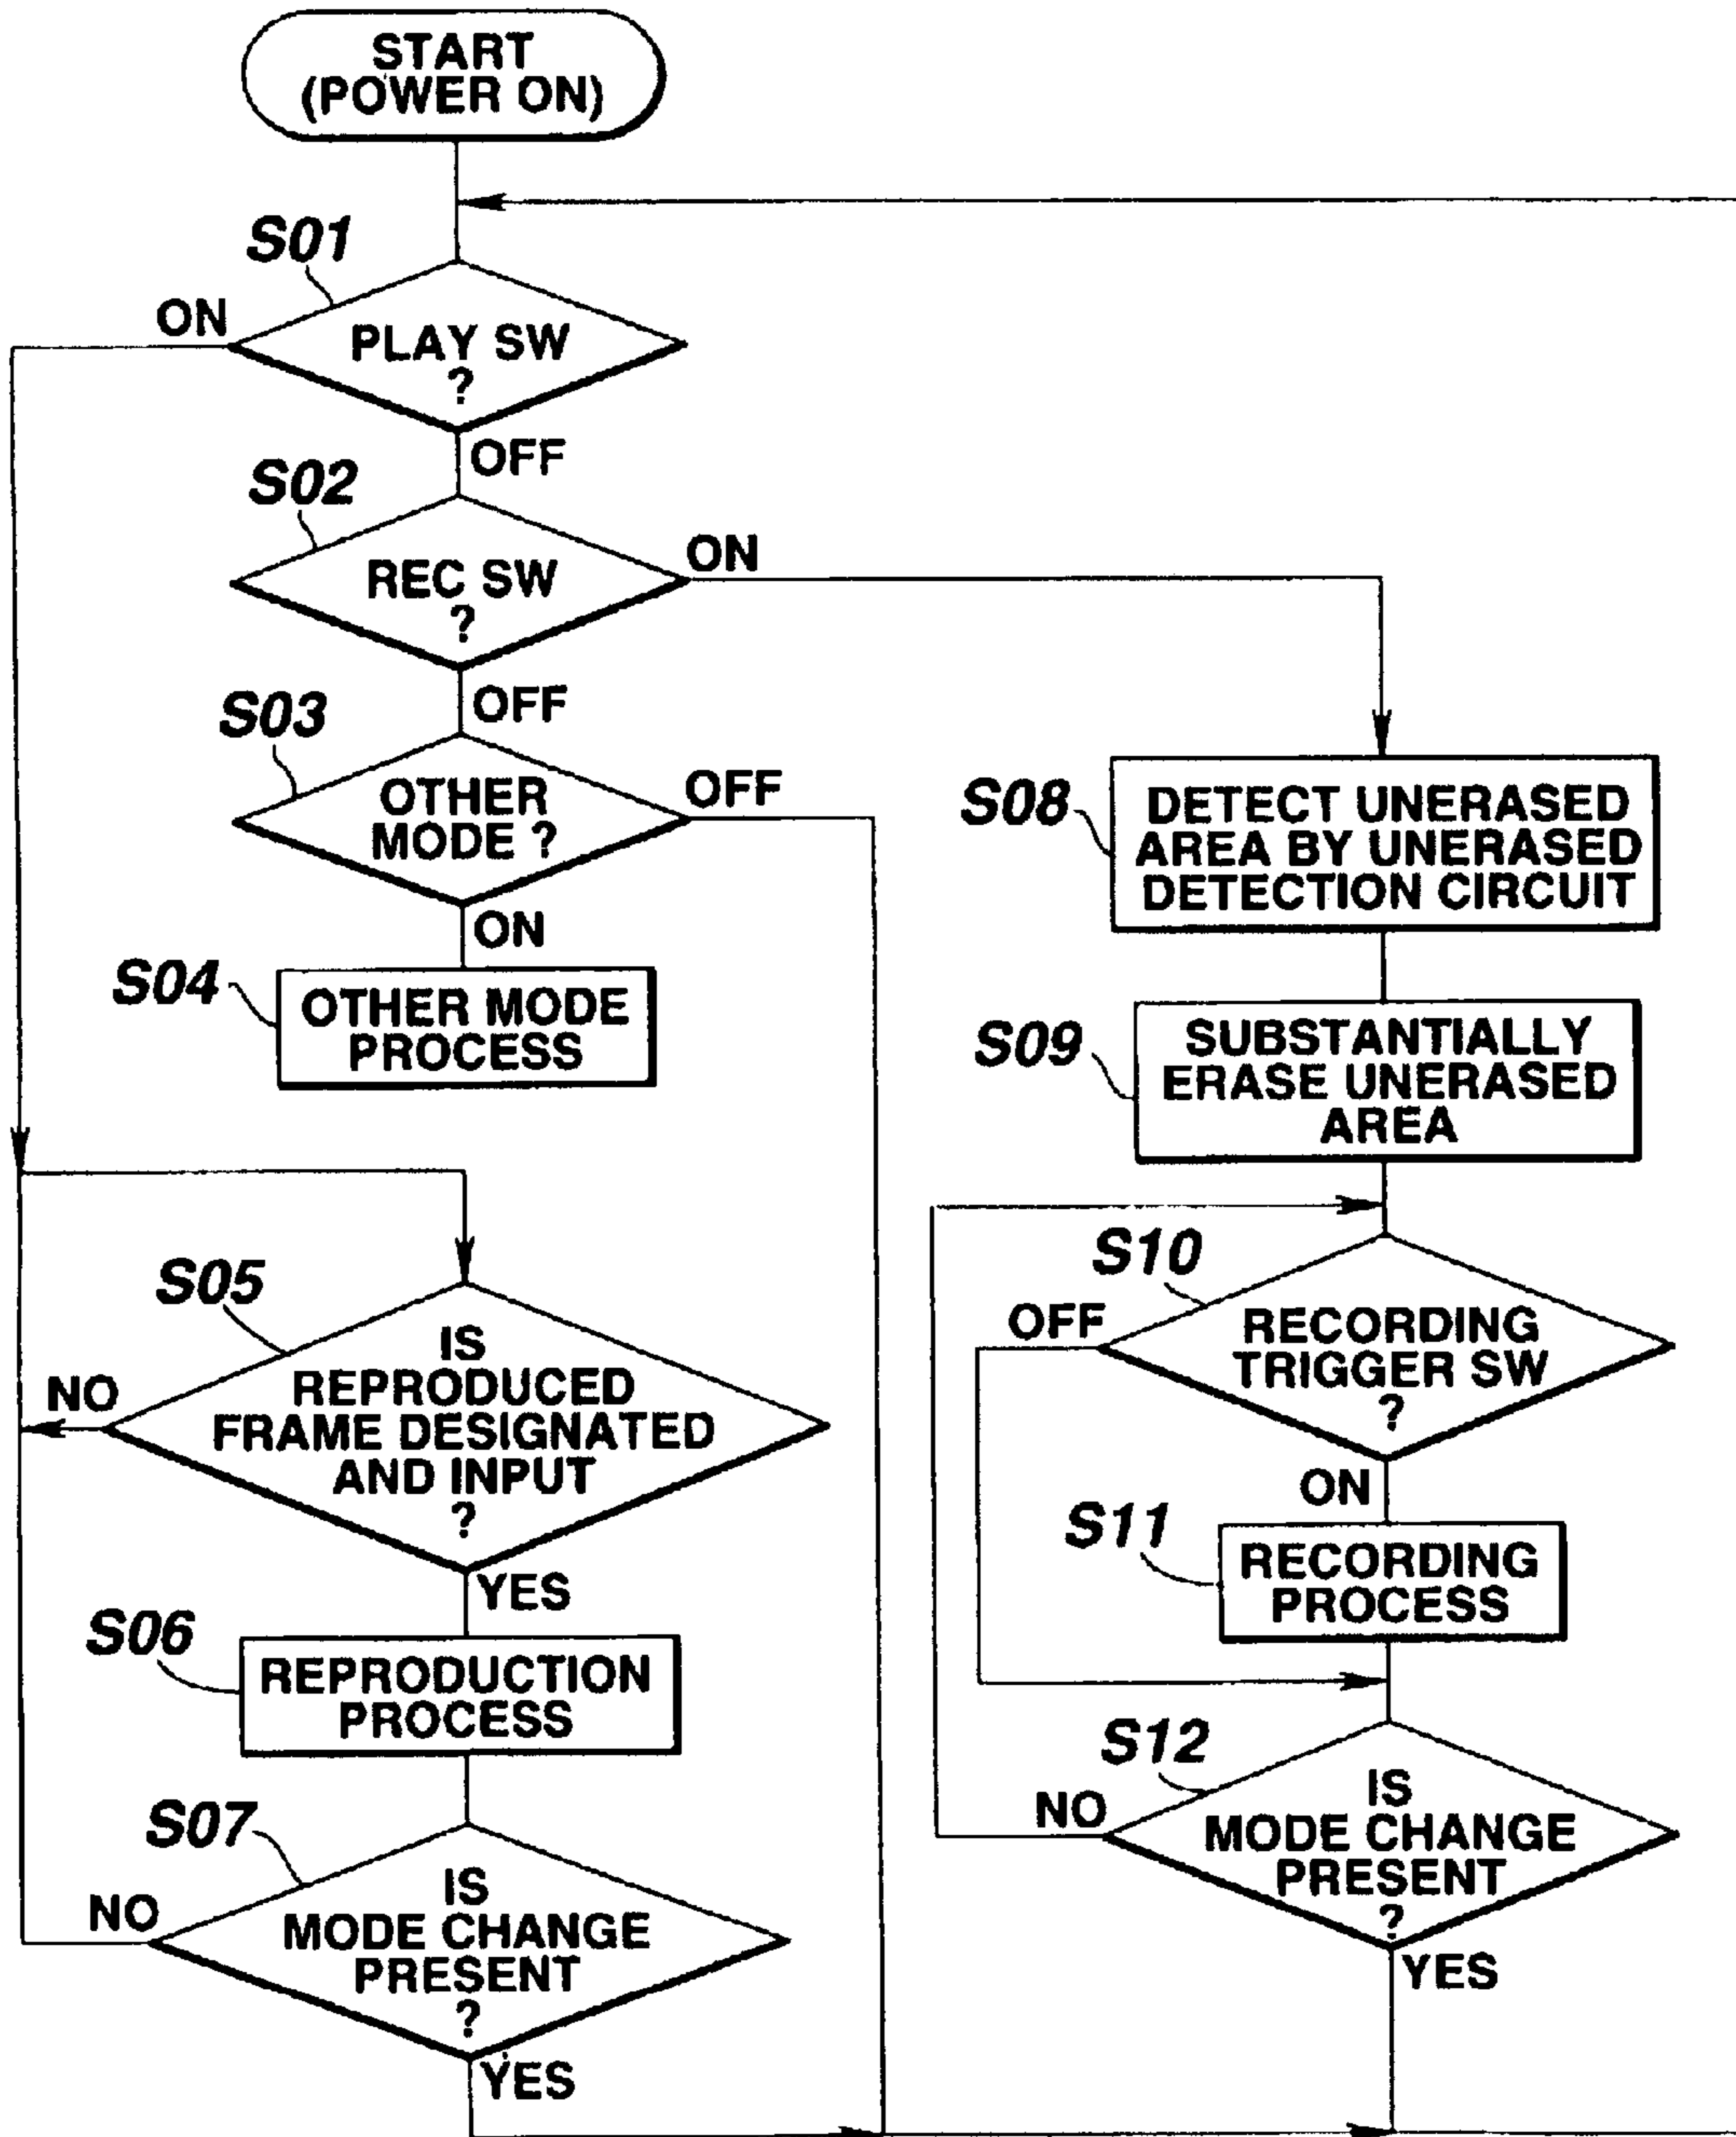 START
(POWER ON)
S01
ON
PLAY SW
?
OFF
S02
REC SW
?
ON
OFF
S03
OTHER
MODE ?
OFF
ON
S04
OTHER MODE
PROCESS
S05
IS
REPRODUCED
FRAME DESIGNATED
AND INPUT
?
NO
YES
S06
REPRODUCTION
PROCESS
S07
IS
MODE CHANGE
PRESENT
?
NO
YES
S08
DETECT UNERASED
AREA BY UNERASED
DETECTION CIRCUIT
S09
SUBSTANTIALLY
ERASE UNERASED
AREA
S10
OFF
RECORDING
TRIGGER SW
?
ON
S11
RECORDING
PROCESS
S12
IS
MODE CHANGE
PRESENT
?
NO
YES